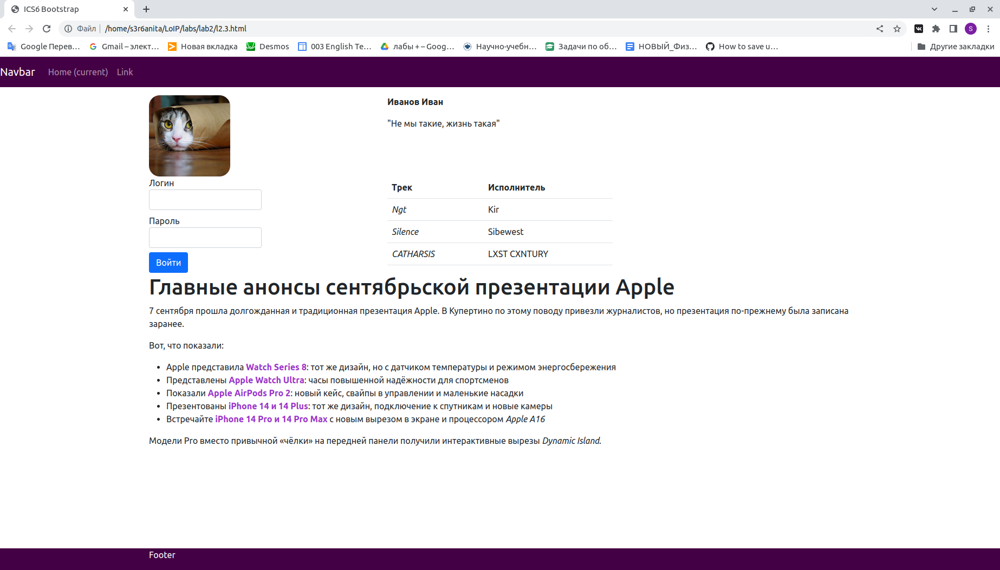 ICS6 Bootstrap
Файл | /home/s3r6anita/LoIP/labs/lab2/l2.3.html
S
Google Перев… Gmail – элект… Новая вкладка Desmos 003 English Te… лабы + – Goog… Научно-учебн… Задачи по об… НОВЫЙ_Физ… How to save u… Другие закладки
Navbar Home (current) Link
Иванов Иван
"Не мы такие, жизнь такая"
Логин
Пароль
Войти
Трек Исполнитель
Ngt Kir
Silence Sibewest
CATHARSIS LXST CXNTURY
Главные анонсы сентябрьской презентации Apple
7 сентября прошла долгожданная и традиционная презентация Apple. В Купертино по этому поводу привезли журналистов, но презентация по-прежнему была записана
заранее.
Вот, что показали:
• Apple представила Watch Series 8: тот же дизайн, но с датчиком температуры и режимом энергосбережения
• Представлены Apple Watch Ultra: часы повышенной надёжности для спортсменов
• Показали Apple AirPods Pro 2: новый кейс, свайпы в управлении и маленькие насадки
• Презентованы iPhone 14 и 14 Plus: тот же дизайн, подключение к спутникам и новые камеры
• Встречайте iPhone 14 Pro и 14 Pro Max с новым вырезом в экране и процессором Apple A16
Модели Pro вместо привычной «чёлки» на передней панели получили интерактивные вырезы Dynamic Island.
Footer